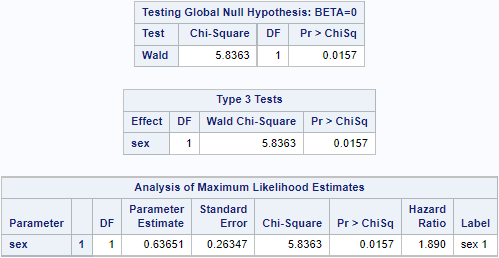 Testing Global Null Hypothesis: BETA=0
Test Chi-Square DF Pr > ChiSq
Wald 5.8363 1 0.0157
Type 3 Tests
Effect DF Wald Chi-Square Pr > ChiSq
sex 1 5.8363 0.0157
Analysis of Maximum Likelihood Estimates
Parameter DF Parameter Estimate Standard Error Chi-Square Pr > ChiSq Hazard Ratio Label
sex 1 1 0.63651 0.26347 5.8363 0.0157 1.890 sex 1